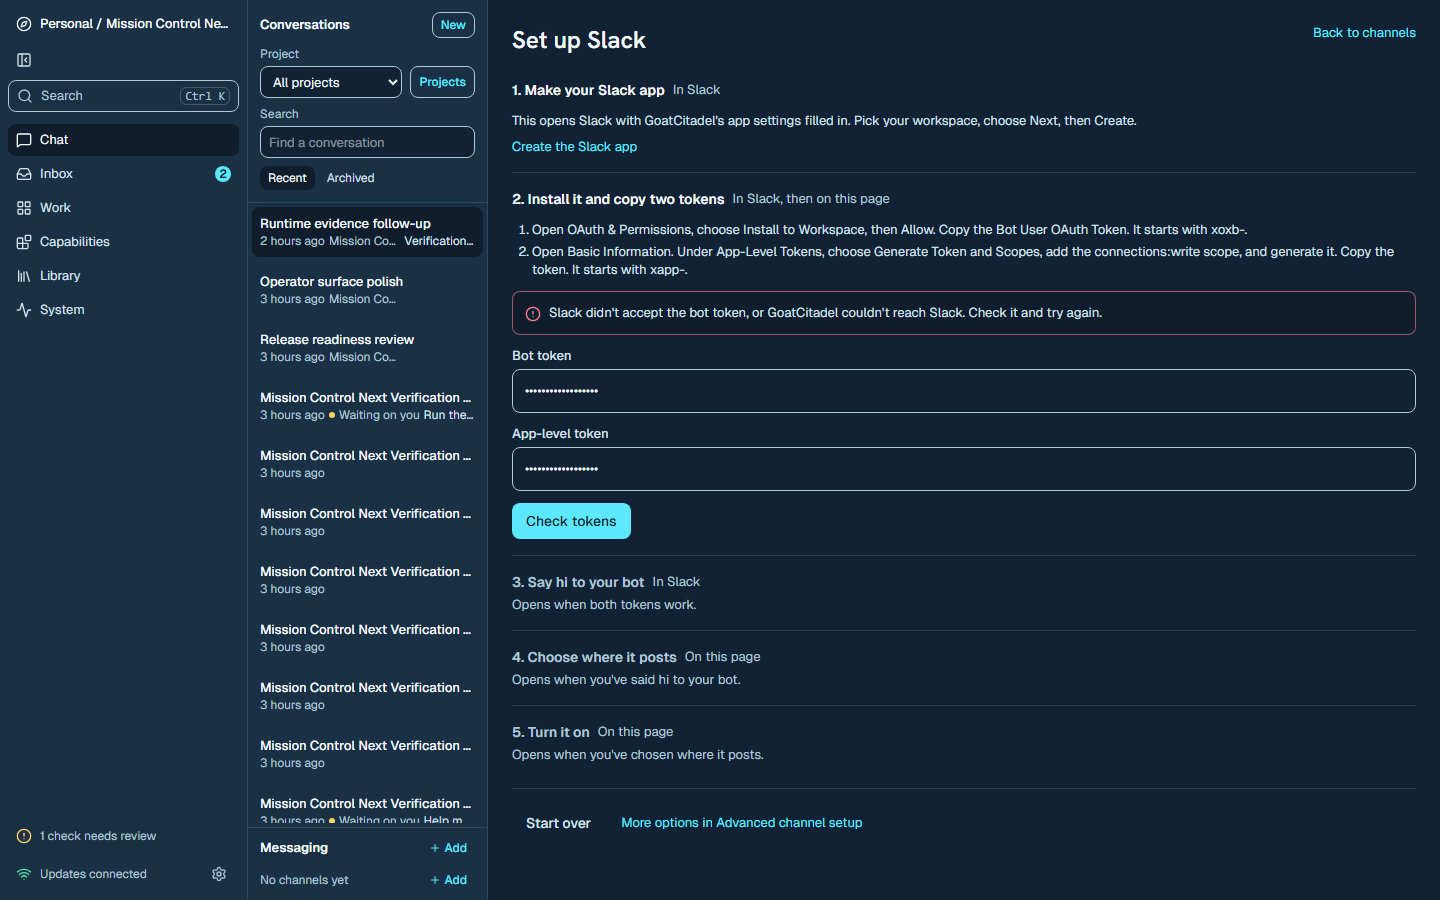 Personal / Mission Control Ne...
Search
Ctrl K
Chat
Inbox
2
Work
Capabilities
Library
System
1 check needs review
Updates connected
Conversations
New
Project
All projects
Projects
Search
Find a conversation
Recent
Archived
Runtime evidence follow-up
2 hours ago Mission Co... Verification...
Operator surface polish
3 hours ago Mission Co...
Release readiness review
3 hours ago Mission Co...
Mission Control Next Verification ...
3 hours ago Waiting on you Run the...
Mission Control Next Verification ...
3 hours ago
Mission Control Next Verification ...
3 hours ago
Mission Control Next Verification ...
3 hours ago
Mission Control Next Verification ...
3 hours ago
Mission Control Next Verification ...
3 hours ago
Mission Control Next Verification ...
3 hours ago
Mission Control Next Verification ...
3 hours ago Waiting on you Help m...
Messaging
+ Add
No channels yet
+ Add
Set up Slack
Back to channels
1. Make your Slack app In Slack
This opens Slack with GoatCitadel's app settings filled in. Pick your workspace, choose Next, then Create.
Create the Slack app
2. Install it and copy two tokens In Slack, then on this page
1. Open OAuth & Permissions, choose Install to Workspace, then Allow. Copy the Bot User OAuth Token. It starts with xoxb-.
2. Open Basic Information. Under App-Level Tokens, choose Generate Token and Scopes, add the connections:write scope, and generate it. Copy the
token. It starts with xapp-.
Slack didn't accept the bot token, or GoatCitadel couldn't reach Slack. Check it and try again.
Bot token
••••••••••••••••••
App-level token
••••••••••••••••••
Check tokens
3. Say hi to your bot In Slack
Opens when both tokens work.
4. Choose where it posts On this page
Opens when you've said hi to your bot.
5. Turn it on On this page
Opens when you've chosen where it posts.
Start over
More options in Advanced channel setup